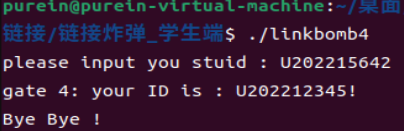 purein@purein-virtual-machine:~/桌面
链接/链接炸弹_学生端$ ./linkbomb4
please input you stuid : U202215642
gate 4: your ID is : U202212345!
Bye Bye !